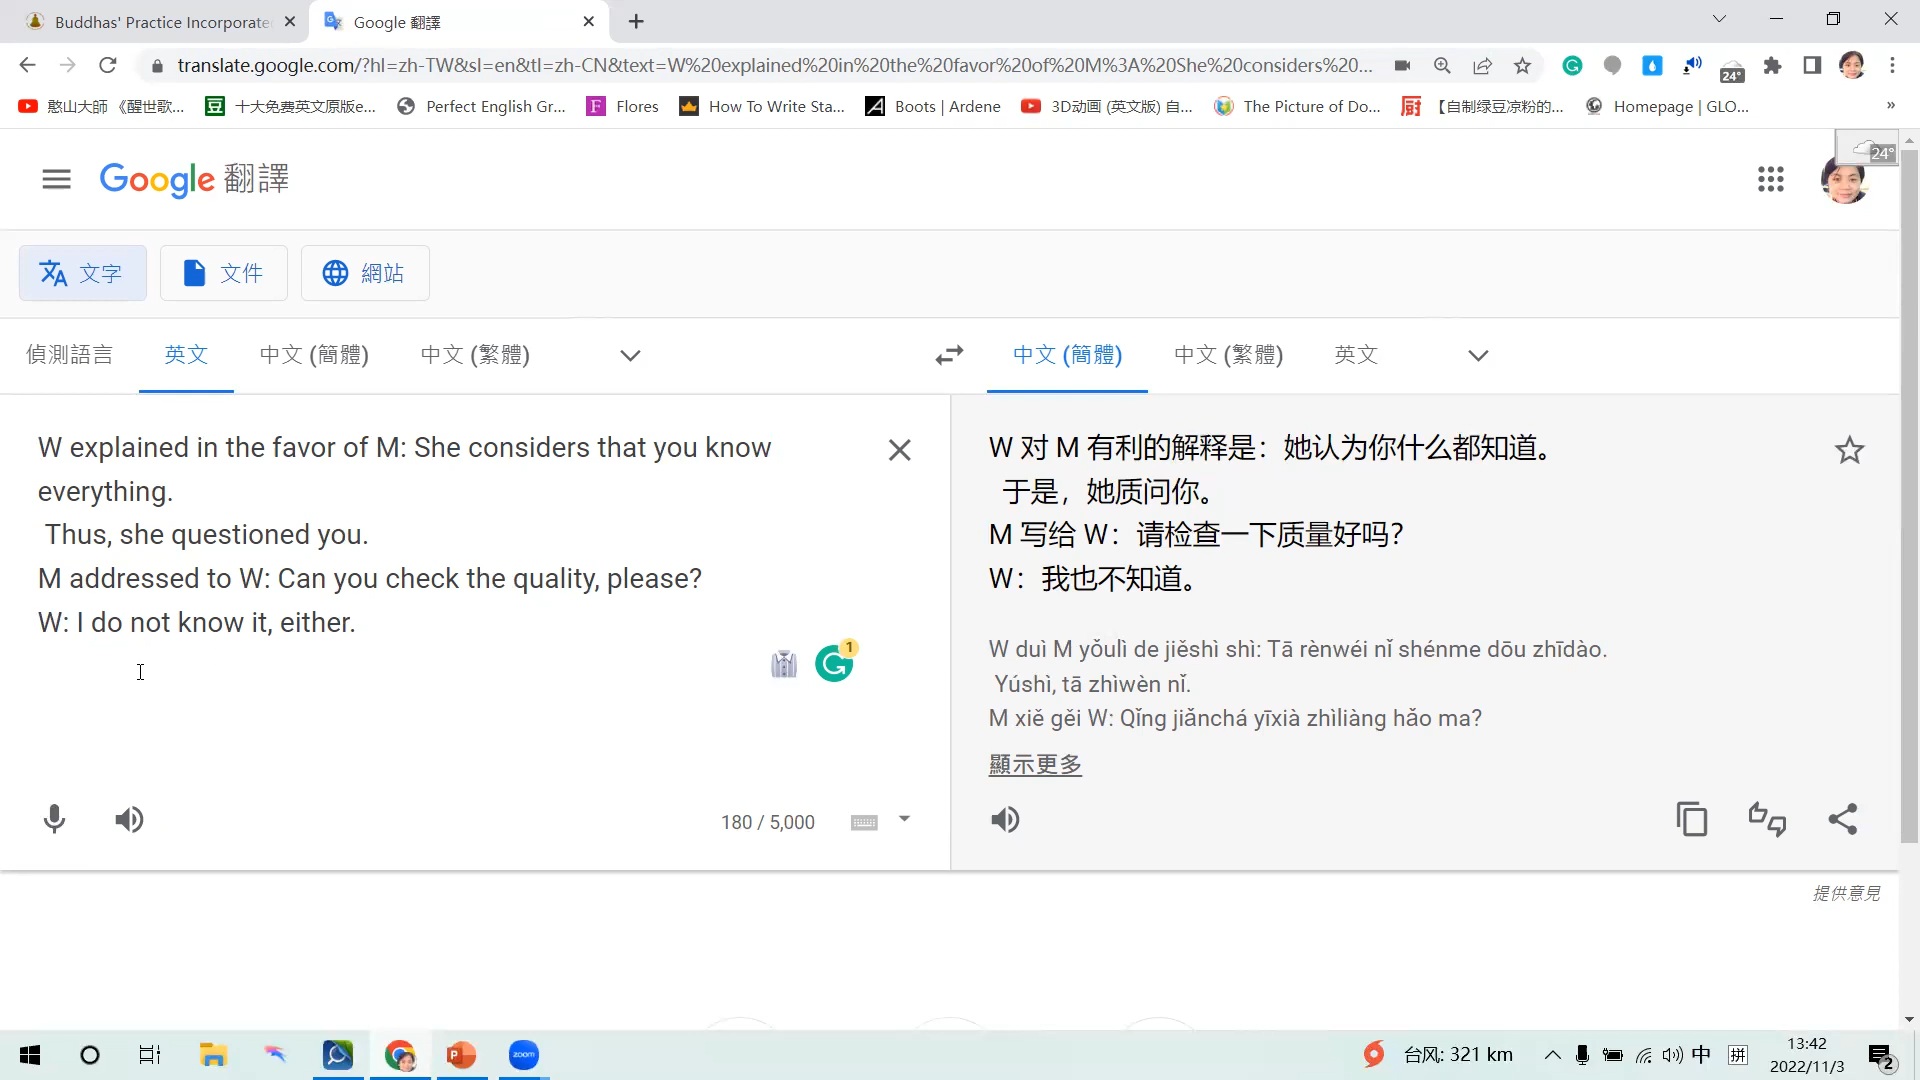 Buddhas' Practice Incorporate
Google 翻譯
translate.google.com/?hl=zh-TW&sl=en&tl=zh-CN&text=W%20explained%20in%20the%20favor%20of%20M%3A%20She%20considers%20...
24°
憨山大師 《醒世歌...
豆 十大免费英文原版e...
Perfect English Gr...
F Flores
How To Write Sta...
A Boots | Ardene
3D动画 (英文版) 自...
The Picture of Do...
厨 【自制绿豆凉粉的...
Homepage | GLO...
»
Google 翻譯
24°
文字
文件
網站
偵測語言 英文 中文 (簡體) 中文 (繁體)
中文 (簡體) 中文 (繁體) 英文
W explained in the favor of M: She considers that you know
everything.
Thus, she questioned you.
M addressed to W: Can you check the quality, please?
W: I do not know it, either.
1
180 / 5,000
W 对 M 有利的解释是：她认为你什么都知道。
于是，她质问你。
M 写给 W：请检查一下质量好吗？
W：我也不知道。
W duì M yǒulì de jiěshì shì: Tā rènwéi nǐ shénme dōu zhīdào.
Yúshì, tā zhìwèn nǐ.
M xiě gěi W: Qǐng jiǎnchá yīxià zhìliàng hǎo ma?
顯示更多
提供意見
zoom
台风: 321 km
中
拼
13:42
2022/11/3
2